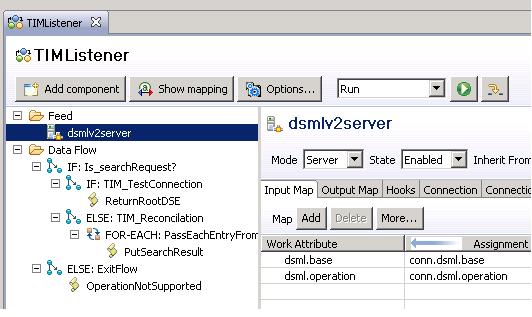 TIMListener
TIMListener
Add component Show mapping Options... Run
Feed
dsmlv2server
Data Flow
IF: Is_searchRequest?
IF: TIM_TestConnection
ReturnRootDSE
ELSE: TIM_Reconcilation
FOR-EACH: PassEachEntryFrom
PutSearchResult
ELSE: ExitFlow
OperationNotSupported
dsmlv2server
Mode Server State Enabled Inherit From
Input Map Output Map Hooks Connection Connectio
Map Add Delete More...
Work Attribute Assignment
dsml.base conn.dsml.base
dsml.operation conn.dsml.operation